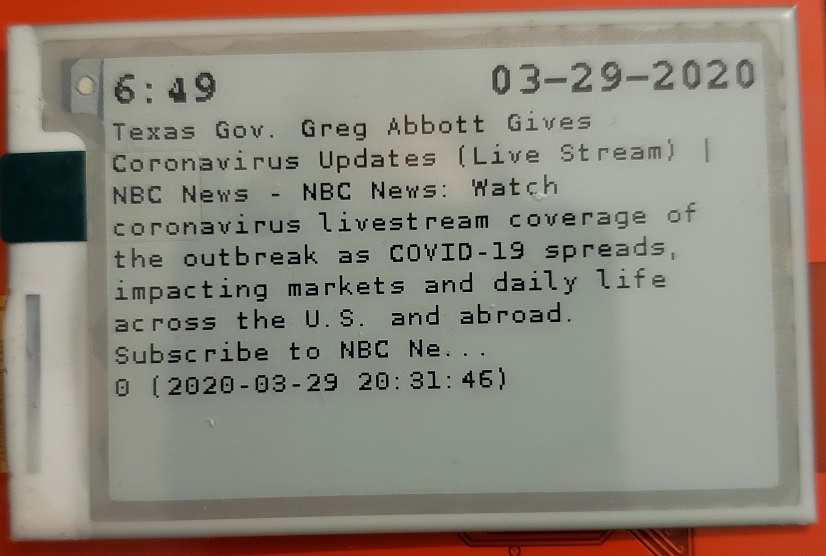 6:49 03-29-2020
Texas Gov. Greg Abbott Gives
Coronavirus Updates (Live Stream) |
NBC News - NBC News: Watch
coronavirus livestream coverage of
the outbreak as COVID-19 spreads,
impacting markets and daily life
across the U.S. and abroad.
Subscribe to NBC Ne...
0 (2020-03-29 20:31:46)